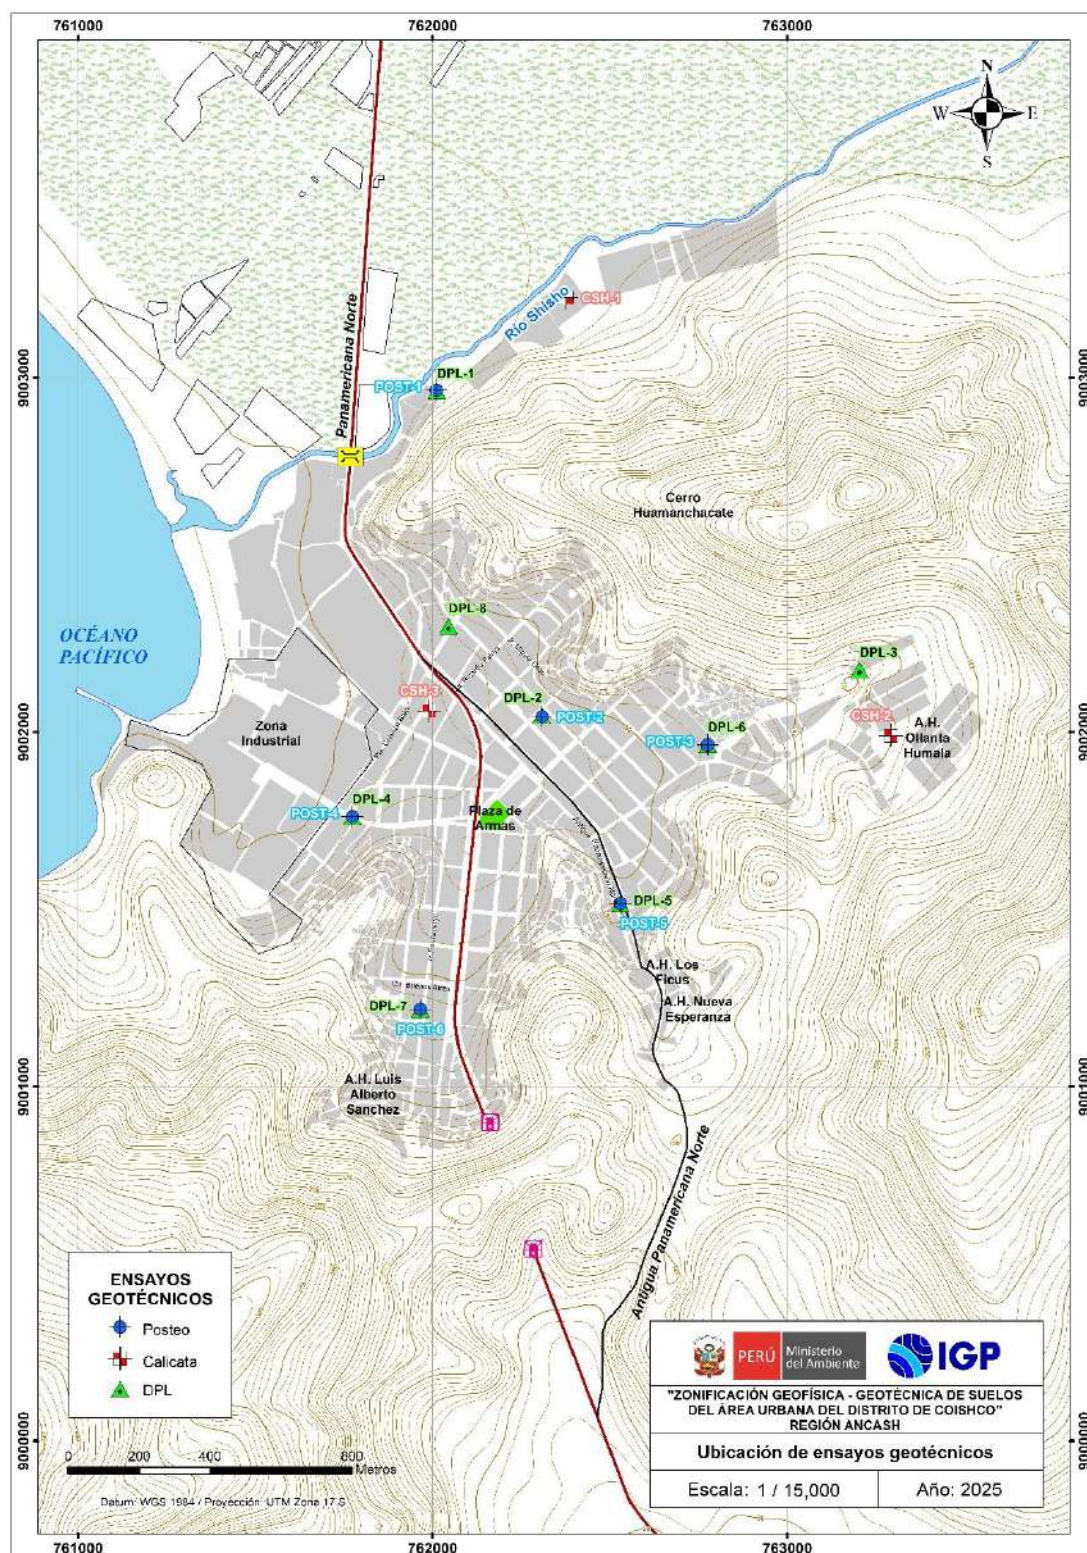 761000
762000
763000
N
W
E
S
Panamericana Norte
Río Shisho
CSH-1
9003000
9003000
DPL-1
POST-1
Cerro
Huamanchacate
DPL-8
OCÉANO
PACÍFICO
DPL-3
CSH-3
DPL-2
POST-2
DPL-6
POST-3
CSH-2
A.H.
Ollanta
Humala
9002000
9002000
Zona
Industrial
DPL-4
POST-4
Plaza de
Armas
DPL-5
POST-5
A.H. Los
Ficus
A.H. Nueva
Esperanza
DPL-7
POST-6
A.H. Luis
Alberto
Sanchez
9001000
9001000
Antigua Panamericana Norte
ENSAYOS
GEOTÉCNICOS
Posteo
Calicata
DPL
PERÚ
Ministerio
del Ambiente
IGP
"ZONIFICACIÓN GEOFÍSICA - GEOTÉCNICA DE SUELOS
DEL ÁREA URBANA DEL DISTRITO DE COISHCO"
REGIÓN ANCASH
Ubicación de ensayos geotécnicos
Escala: 1 / 15,000
Año: 2025
9000000
9000000
0 200 400 800
Metros
Datum: WGS 1984 / Proyección: UTM Zona 17 S
761000
762000
763000